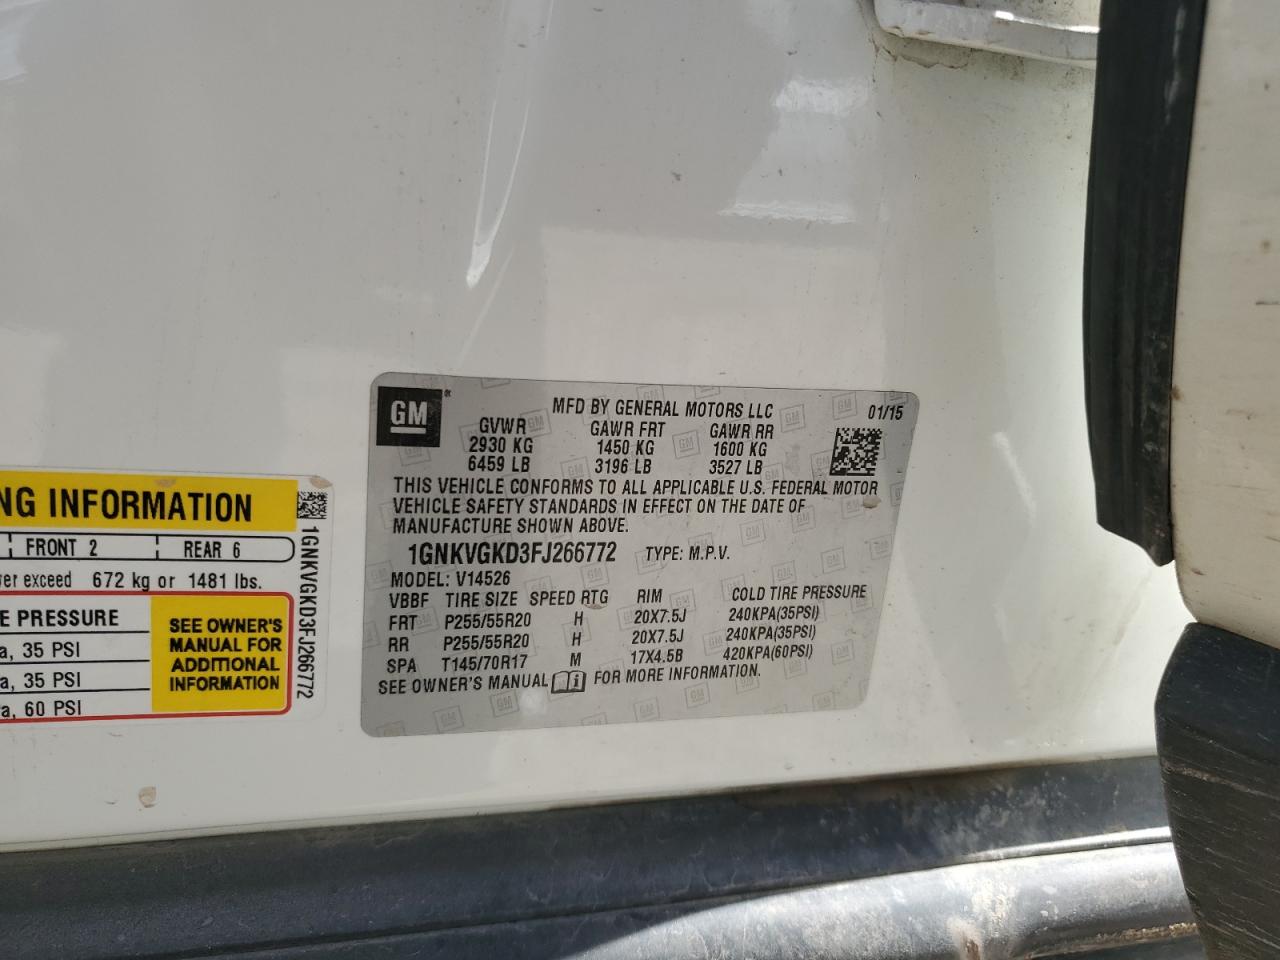 GM
MFD BY GENERAL MOTORS LLC 01/15
GVWR GAWR FRT GAWR RR
2930 KG 1450 KG 1600 KG
6459 LB 3196 LB 3527 LB
THIS VEHICLE CONFORMS TO ALL APPLICABLE U.S. FEDERAL MOTOR
VEHICLE SAFETY STANDARDS IN EFFECT ON THE DATE OF
MANUFACTURE SHOWN ABOVE.
1GNKVGKD3FJ266772 TYPE: M.P.V.
MODEL: V14526
VBBF TIRE SIZE SPEED RTG RIM COLD TIRE PRESSURE
FRT P255/55R20 H 20X7.5J 240KPA(35PSI)
RR P255/55R20 H 20X7.5J 240KPA(35PSI)
SPA T145/70R17 M 17X4.5B 420KPA(60PSI)
SEE OWNER'S MANUAL FOR MORE INFORMATION.
NG INFORMATION
FRONT 2 REAR 6
ver exceed 672 kg or 1481 lbs.
E PRESSURE
a, 35 PSI
a, 35 PSI
a, 60 PSI
SEE OWNER'S
MANUAL FOR
ADDITIONAL
INFORMATION
1GNKVGKD3FJ266772